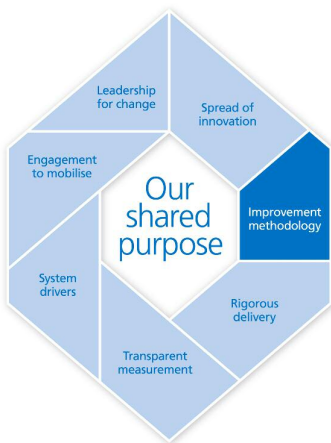 Leadership
for change
Spread of
innovation
Engagement
to mobilise
Our
shared
purpose
Improvement
methodology
System
drivers
Rigorous
delivery
Transparent
measurement